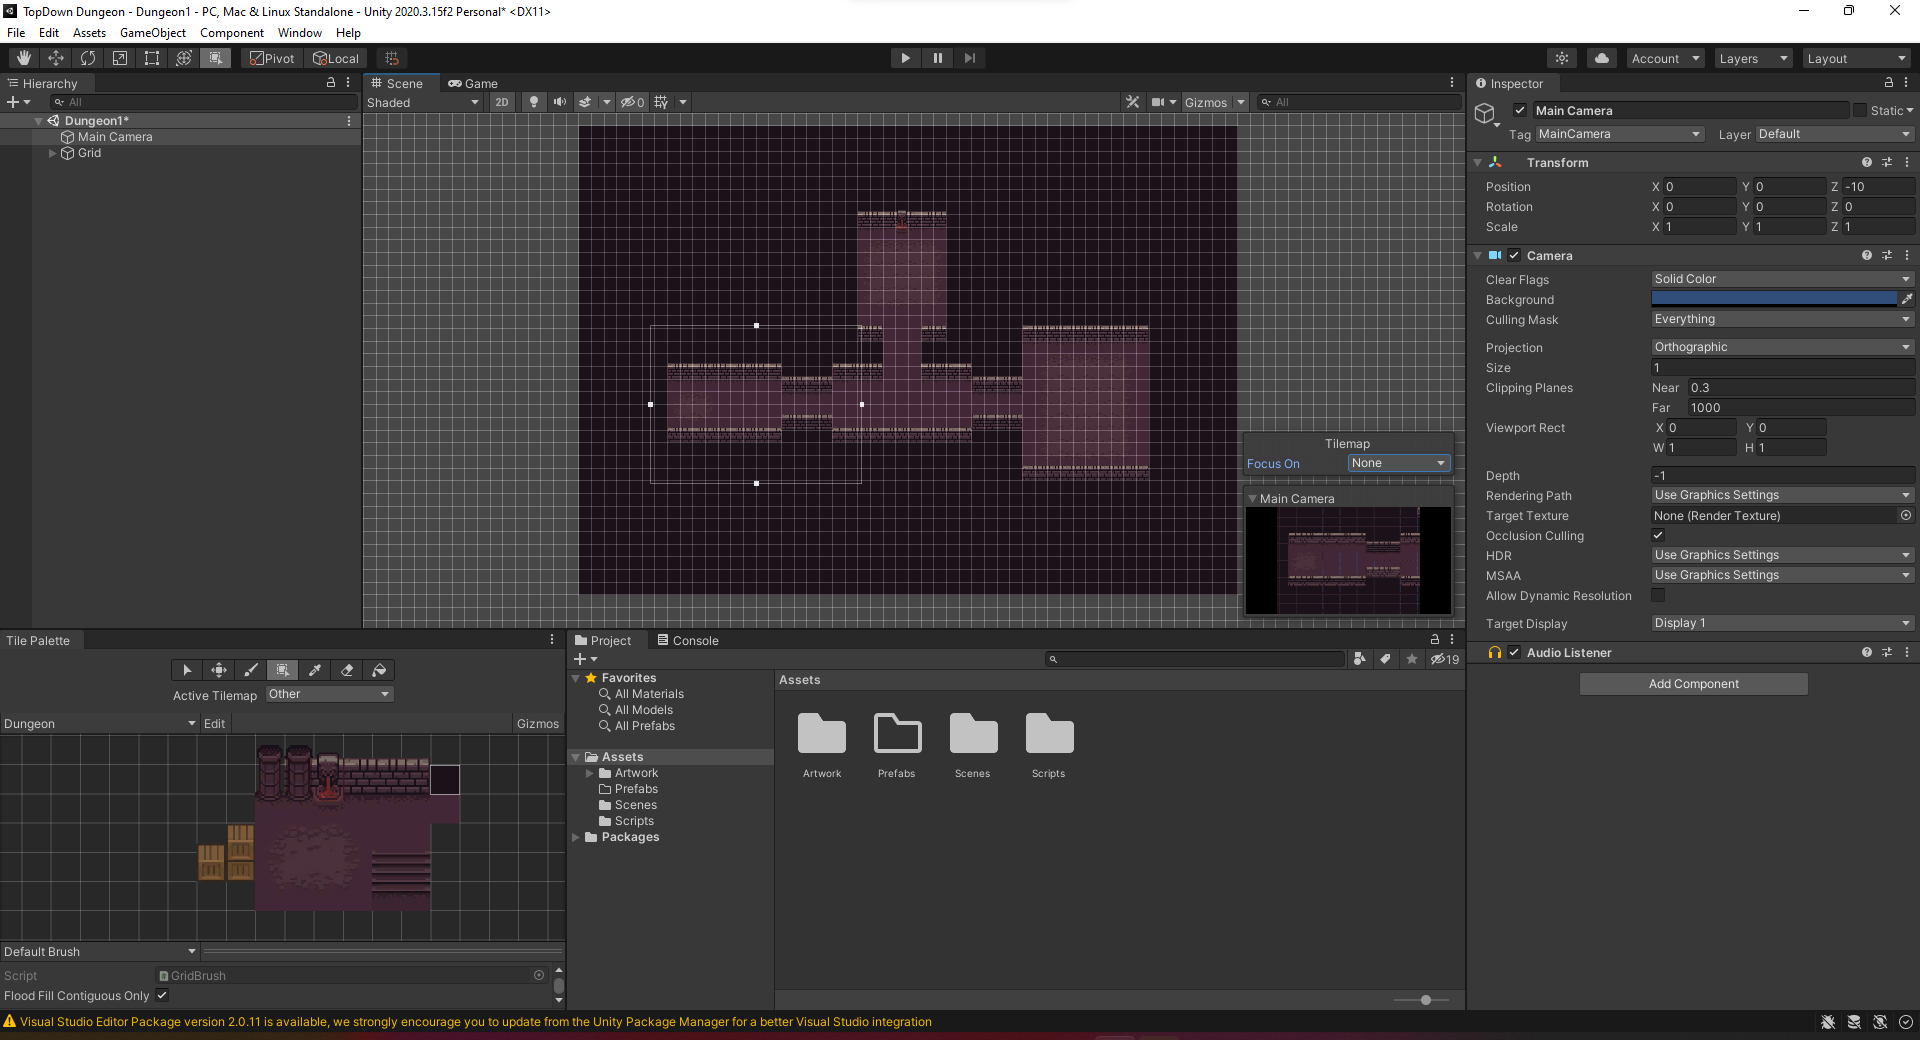 TopDown Dungeon - Dungeon1 - PC, Mac & Linux Standalone - Unity 2020.3.15f2 Personal* <DX11>
File Edit Assets GameObject Component Window Help
Pivot Local
Account Layers Layout
Hierarchy
All
Dungeon1*
Main Camera
Grid
Scene Game
Shaded 2D 0 Gizmos All
Tilemap
Focus On None
Main Camera
Inspector
Main Camera Static
Tag MainCamera Layer Default
Transform
Position X 0 Y 0 Z -10
Rotation X 0 Y 0 Z 0
Scale X 1 Y 1 Z 1
Camera
Clear Flags Solid Color
Background
Culling Mask Everything
Projection Orthographic
Size 1
Clipping Planes Near 0.3
Far 1000
Viewport Rect X 0 Y 0
W 1 H 1
Depth -1
Rendering Path Use Graphics Settings
Target Texture None (Render Texture)
Occlusion Culling
HDR Use Graphics Settings
MSAA Use Graphics Settings
Allow Dynamic Resolution
Target Display Display 1
Audio Listener
Add Component
Tile Palette
Active Tilemap Other
Dungeon Edit Gizmos
Default Brush
Script GridBrush
Flood Fill Contiguous Only
Project Console
19
Favorites
All Materials
All Models
All Prefabs
Assets
Artwork
Prefabs
Scenes
Scripts
Packages
Assets
Artwork Prefabs Scenes Scripts
Visual Studio Editor Package version 2.0.11 is available, we strongly encourage you to update from the Unity Package Manager for a better Visual Studio integration